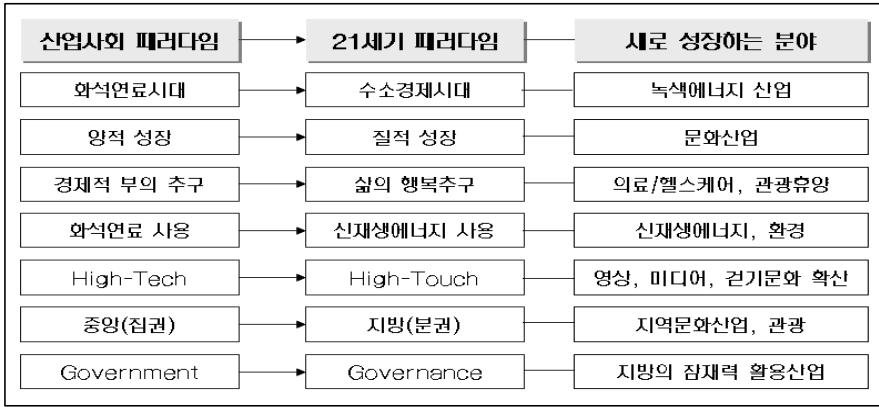 산업사회 패러다임 21세기 패러다임 새로 성장하는 분야
화석연료시대 수소경제시대 녹색에너지 산업
양적 성장 질적 성장 문화산업
경제적 부의 추구 삶의 행복추구 의료/헬스케어, 관광휴양
화석연료 사용 신재생에너지 사용 신재생에너지, 환경
High-Tech High-Touch 영상, 미디어, 걷기문화 확산
중앙(집권) 지방(분권) 지역문화산업, 관광
Government Governance 지방의 잠재력 활용산업